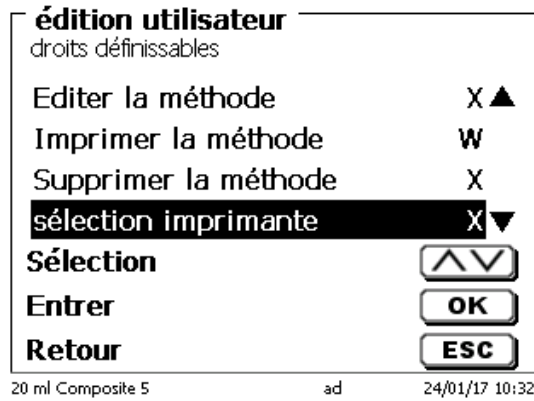 édition utilisateur
droits définissables
Editer la méthode X
Imprimer la méthode W
Supprimer la méthode X
sélection imprimante X
Sélection
Entrer OK
Retour ESC
20 ml Composite 5 ad 24/01/17 10:32